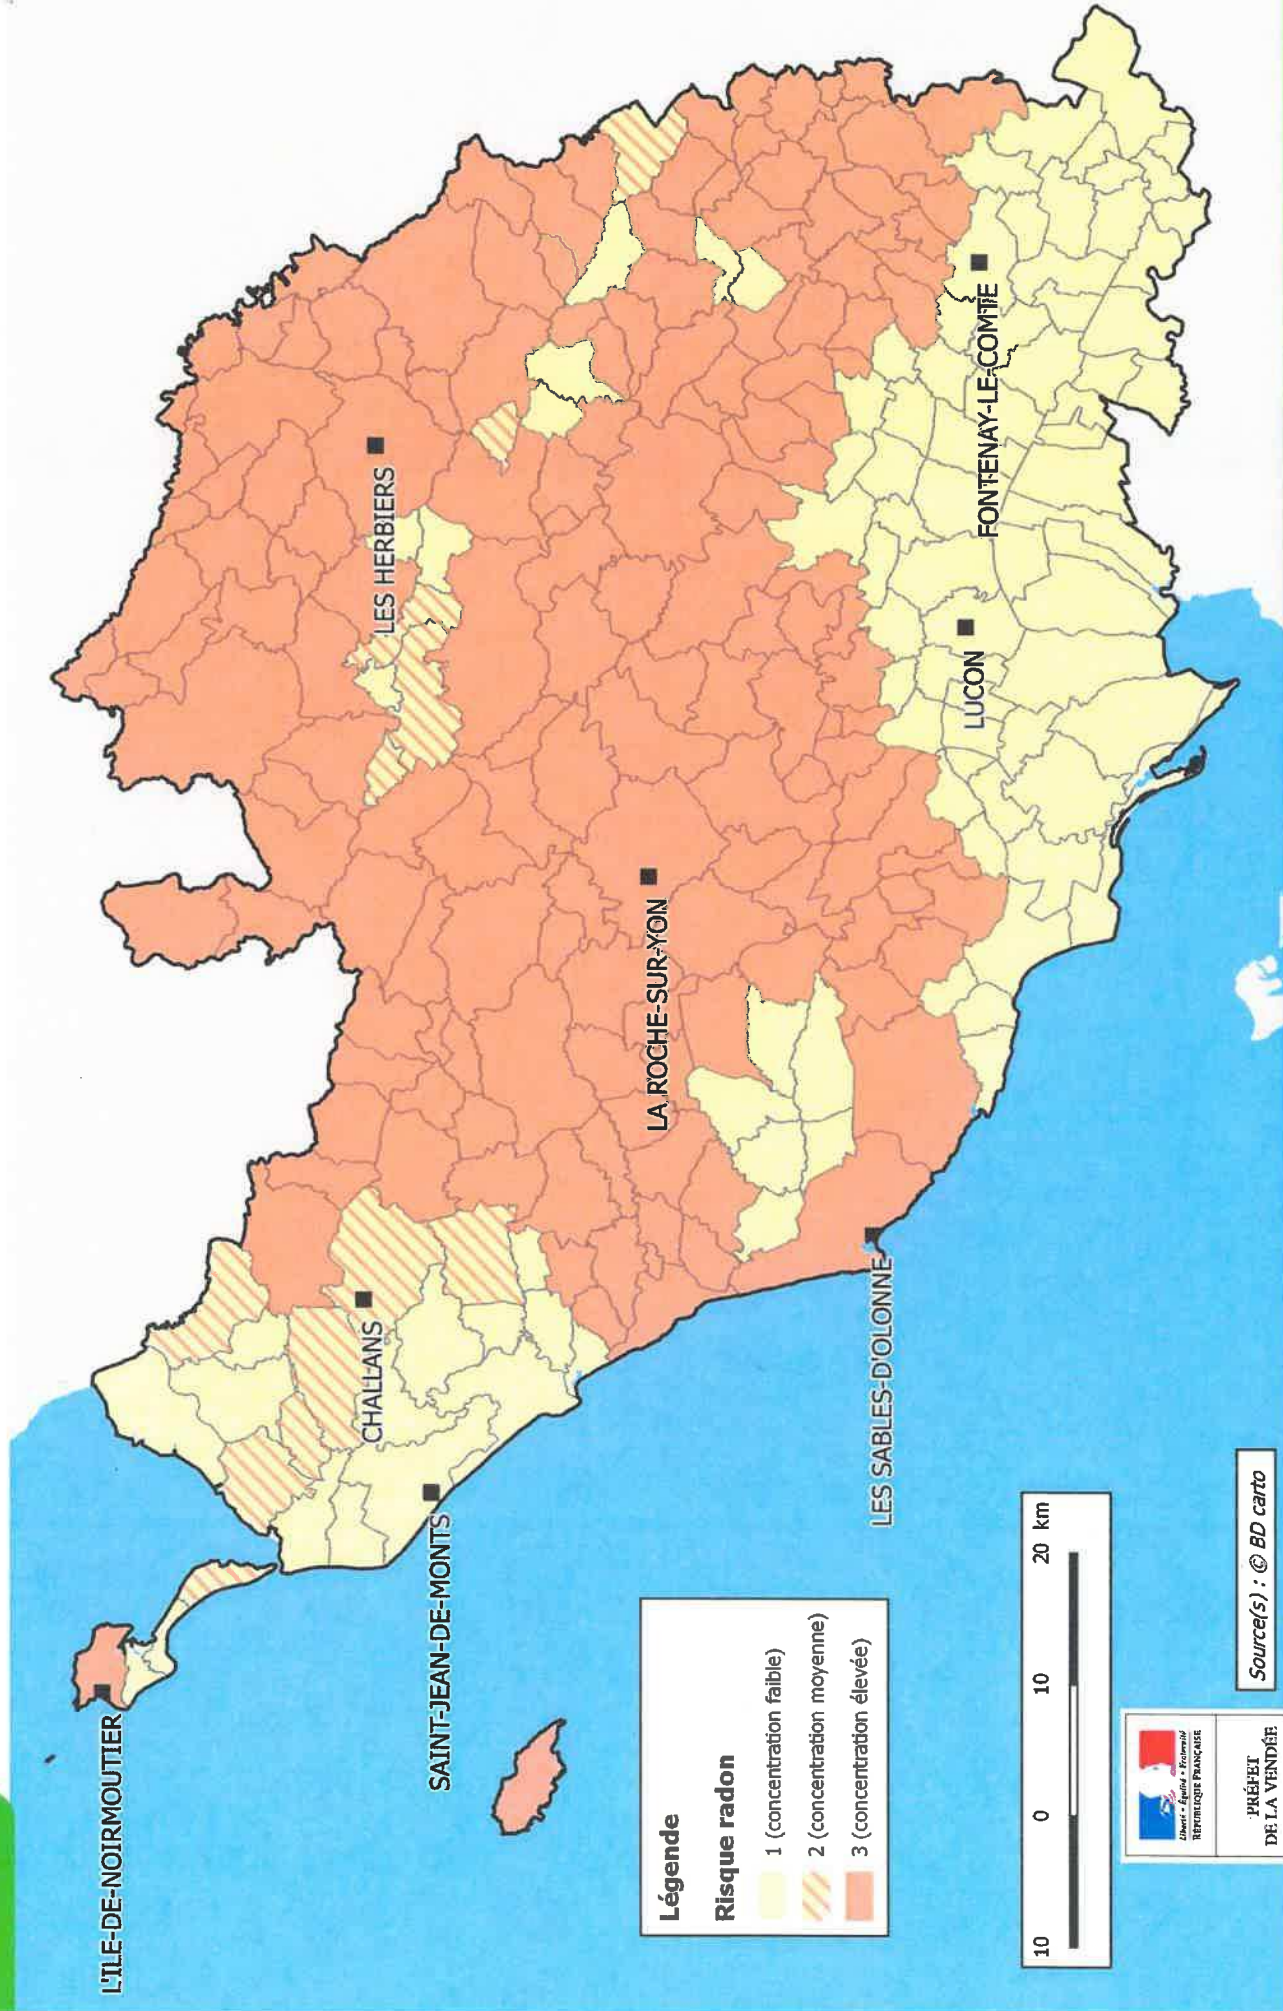 L'ILE-DE-NOIRMOUTIER
SAINT-JEAN-DE-MONTS
CHALLANS
LES HERBIERS
LA ROCHE-SUR-YON
LES SABLES-D'OLONNE
LUCON
FONTENAY-LE-COMTE
Légende
Risque radon
1 (concentration faible)
2 (concentration moyenne)
3 (concentration élevée)
10 0 10 20 km
Liberté • Égalité • Fraternité
RÉPUBLIQUE FRANÇAISE
PRÉFET
DE LA VENDÉE
Source(s) : © BD carto